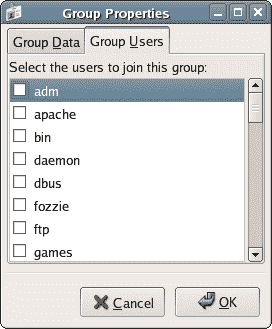 Group Properties
Group Data
Group Users
Select the users to join this group:
adm
apache
bin
daemon
dbus
fozzie
ftp
games
Cancel
OK